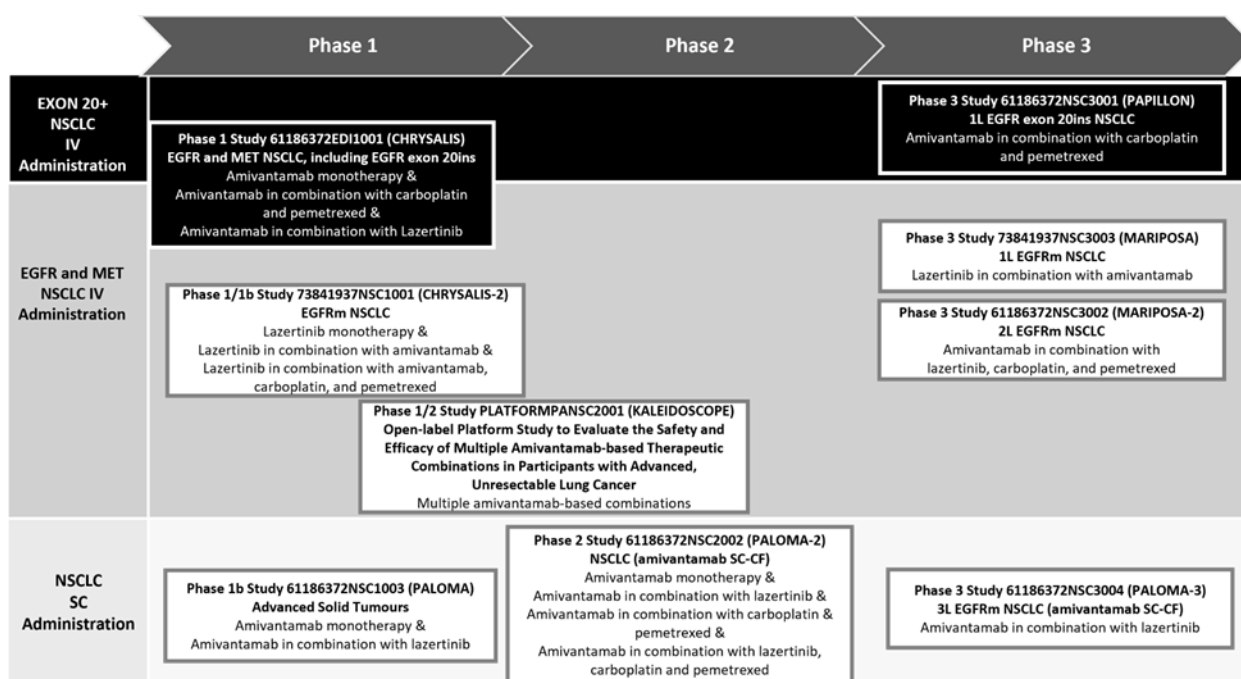 Phase 1
Phase 2
Phase 3
EXON 20+
NSCLC
IV
Administration
Phase 1 Study 61186372EDI1001 (CHRYSALIS)
EGFR and MET NSCLC, including EGFR exon 20ins
Amivantamab monotherapy &
Amivantamab in combination with carboplatin
and pemetrexed &
Amivantamab in combination with Lazertinib
Phase 3 Study 61186372NSC3001 (PAPILLON)
1L EGFR exon 20ins NSCLC
Amivantamab in combination with carboplatin
and pemetrexed
EGFR and MET
NSCLC IV
Administration
Phase 1/1b Study 73841937NSC1001 (CHRYSALIS-2)
EGFRm NSCLC
Lazertinib monotherapy &
Lazertinib in combination with amivantamab &
Lazertinib in combination with amivantamab,
carboplatin, and pemetrexed
Phase 1/2 Study PLATFORMPANSC2001 (KALEIDOSCOPE)
Open-label Platform Study to Evaluate the Safety and
Efficacy of Multiple Amivantamab-based Therapeutic
Combinations in Participants with Advanced,
Unresectable Lung Cancer
Multiple amivantamab-based combinations
Phase 3 Study 73841937NSC3003 (MARIPOSA)
1L EGFRm NSCLC
Lazertinib in combination with amivantamab
Phase 3 Study 61186372NSC3002 (MARIPOSA-2)
2L EGFRm NSCLC
Amivantamab in combination with
lazertinib, carboplatin, and pemetrexed
NSCLC
SC
Administration
Phase 1b Study 61186372NSC1003 (PALOMA)
Advanced Solid Tumours
Amivantamab monotherapy &
Amivantamab in combination with lazertinib
Phase 2 Study 61186372NSC2002 (PALOMA-2)
NSCLC (amivantamab SC-CF)
Amivantamab monotherapy &
Amivantamab in combination with lazertinib &
Amivantamab in combination with carboplatin &
pemetrexed &
Amivantamab in combination with lazertinib,
carboplatin and pemetrexed
Phase 3 Study 61186372NSC3004 (PALOMA-3)
3L EGFRm NSCLC (amivantamab SC-CF)
Amivantamab in combination with lazertinib